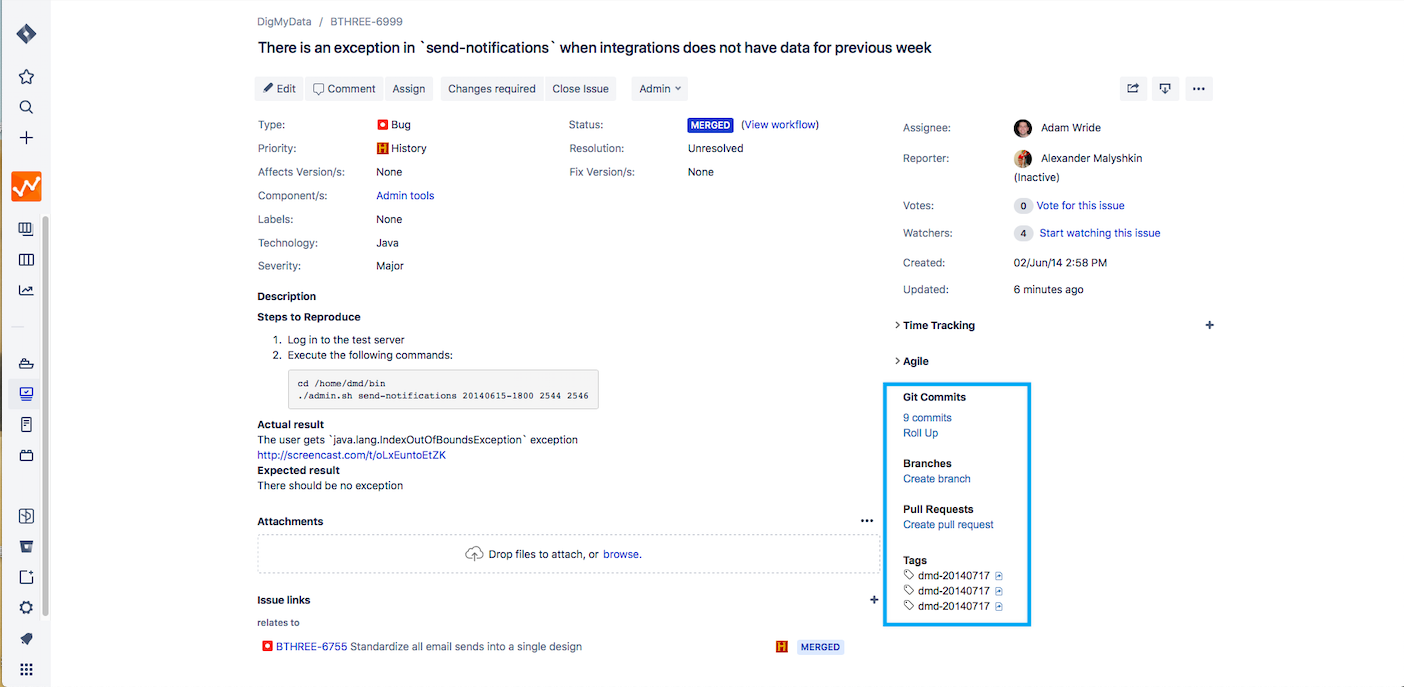 DigMyData / BTHREE-6999
There is an exception in `send-notifications` when integrations does not have data for previous week
Edit Comment Assign Changes required Close Issue Admin
Type: Bug
Priority: History
Affects Version/s: None
Component/s: Admin tools
Labels: None
Technology: Java
Severity: Major
Status: MERGED (View workflow)
Resolution: Unresolved
Fix Version/s: None
Description
Steps to Reproduce
1. Log in to the test server
2. Execute the following commands:
cd /home/dmd/bin
./admin.sh send-notifications 20140615-1800 2544 2546
Actual result
The user gets `java.lang.IndexOutOfBoundsException` exception
http://screencast.com/t/oLxEuntoEtZK
Expected result
There should be no exception
Attachments
Drop files to attach, or browse.
Issue links
relates to
BTHREE-6755 Standardize all email sends into a single design H MERGED
Assignee: Adam Wride
Reporter: Alexander Malyshkin
(Inactive)
Votes: 0 Vote for this issue
Watchers: 4 Start watching this issue
Created: 02/Jun/14 2:58 PM
Updated: 6 minutes ago
Time Tracking
Agile
Git Commits
9 commits
Roll Up
Branches
Create branch
Pull Requests
Create pull request
Tags
dmd-20140717
dmd-20140717
dmd-20140717